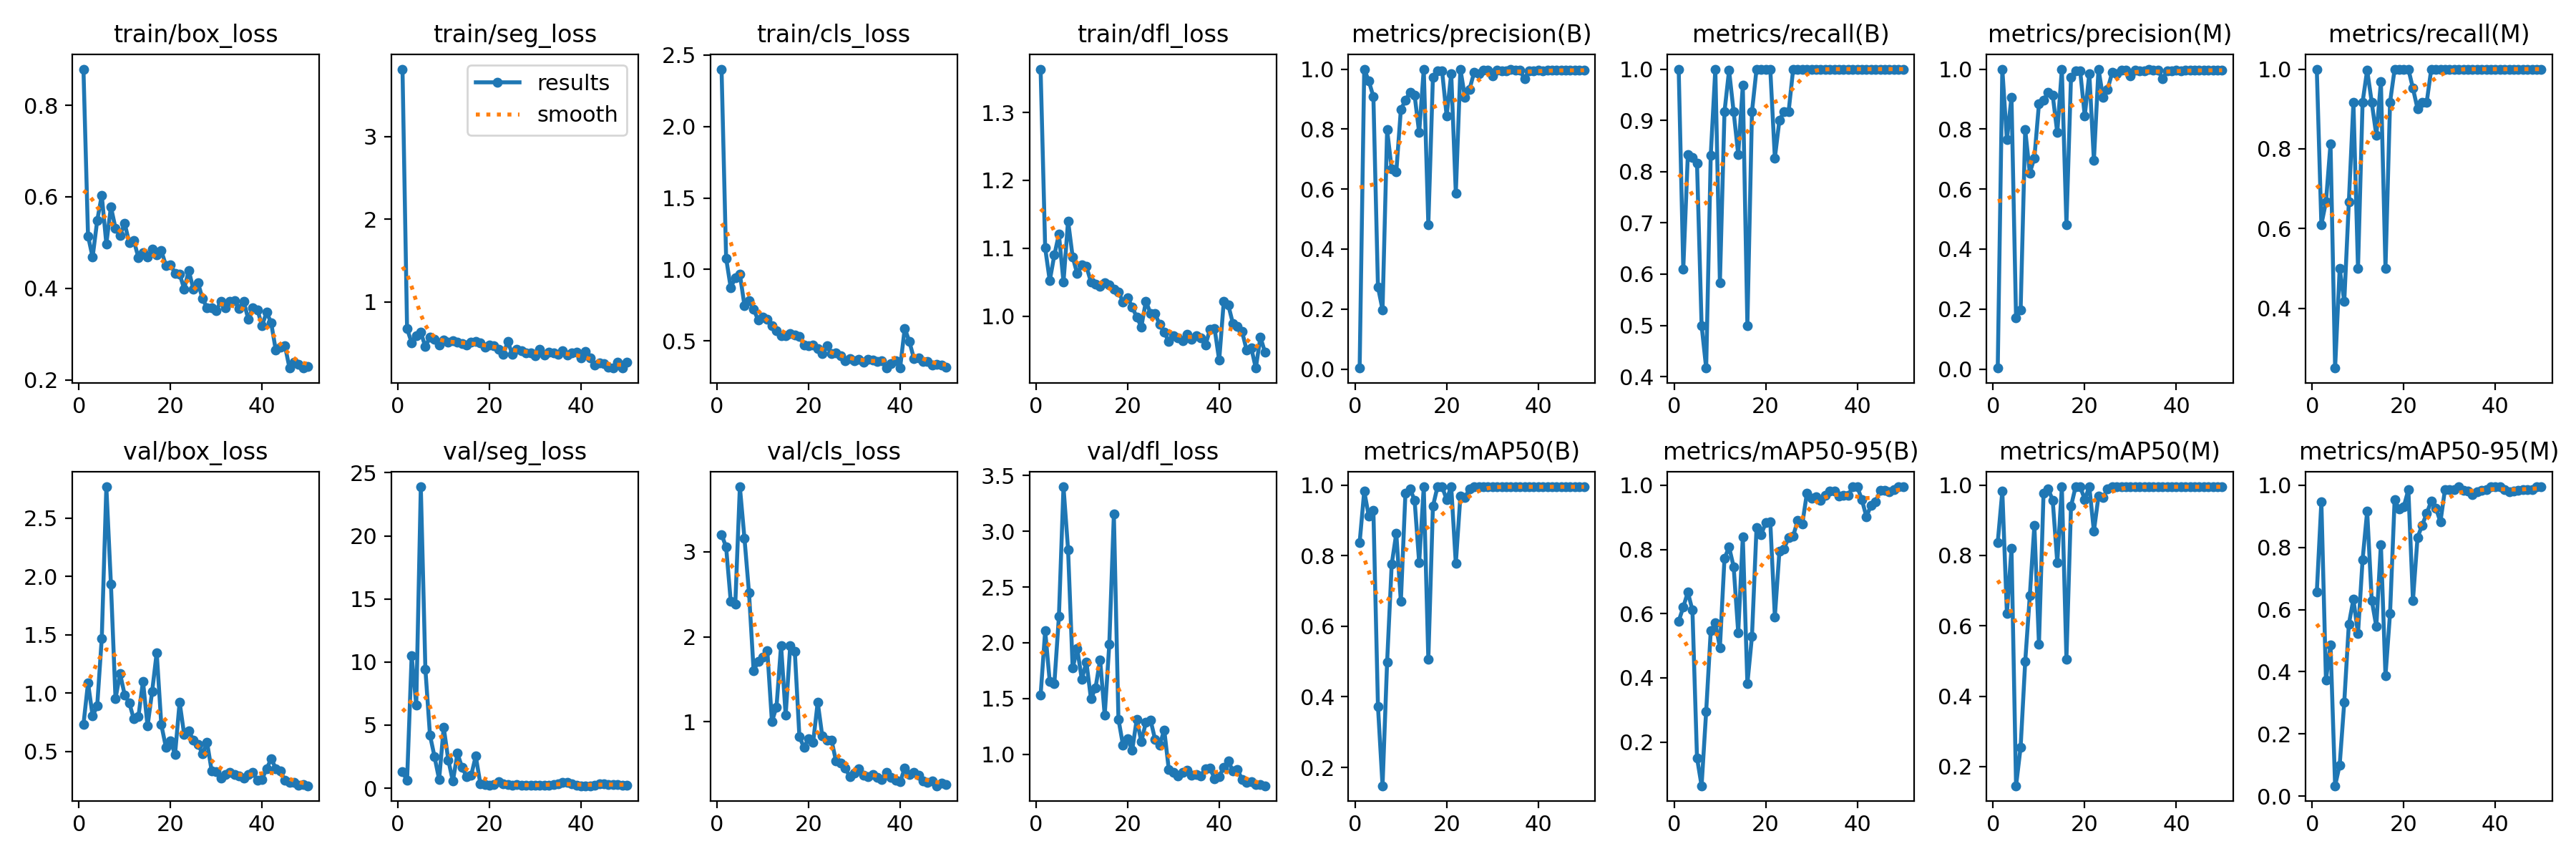 train/box_loss
train/seg_loss
train/cls_loss
train/dfl_loss
metrics/precision(B)
metrics/recall(B)
metrics/precision(M)
metrics/recall(M)
0.8
0.6
0.4
0.2
0 20 40
results
smooth
3
2
1
0 20 40
2.5
2.0
1.5
1.0
0.5
0 20 40
1.3
1.2
1.1
1.0
0 20 40
1.0
0.8
0.6
0.4
0.2
0.0
0 20 40
1.0
0.9
0.8
0.7
0.6
0.5
0.4
0 20 40
1.0
0.8
0.6
0.4
0.2
0.0
0 20 40
1.0
0.8
0.6
0.4
0 20 40
val/box_loss
val/seg_loss
val/cls_loss
val/dfl_loss
metrics/mAP50(B)
metrics/mAP50-95(B)
metrics/mAP50(M)
metrics/mAP50-95(M)
2.5
2.0
1.5
1.0
0.5
0 20 40
25
20
15
10
5
0
0 20 40
3
2
1
0 20 40
3.5
3.0
2.5
2.0
1.5
1.0
0 20 40
1.0
0.8
0.6
0.4
0.2
0 20 40
1.0
0.8
0.6
0.4
0.2
0 20 40
1.0
0.8
0.6
0.4
0.2
0 20 40
1.0
0.8
0.6
0.4
0.2
0.0
0 20 40